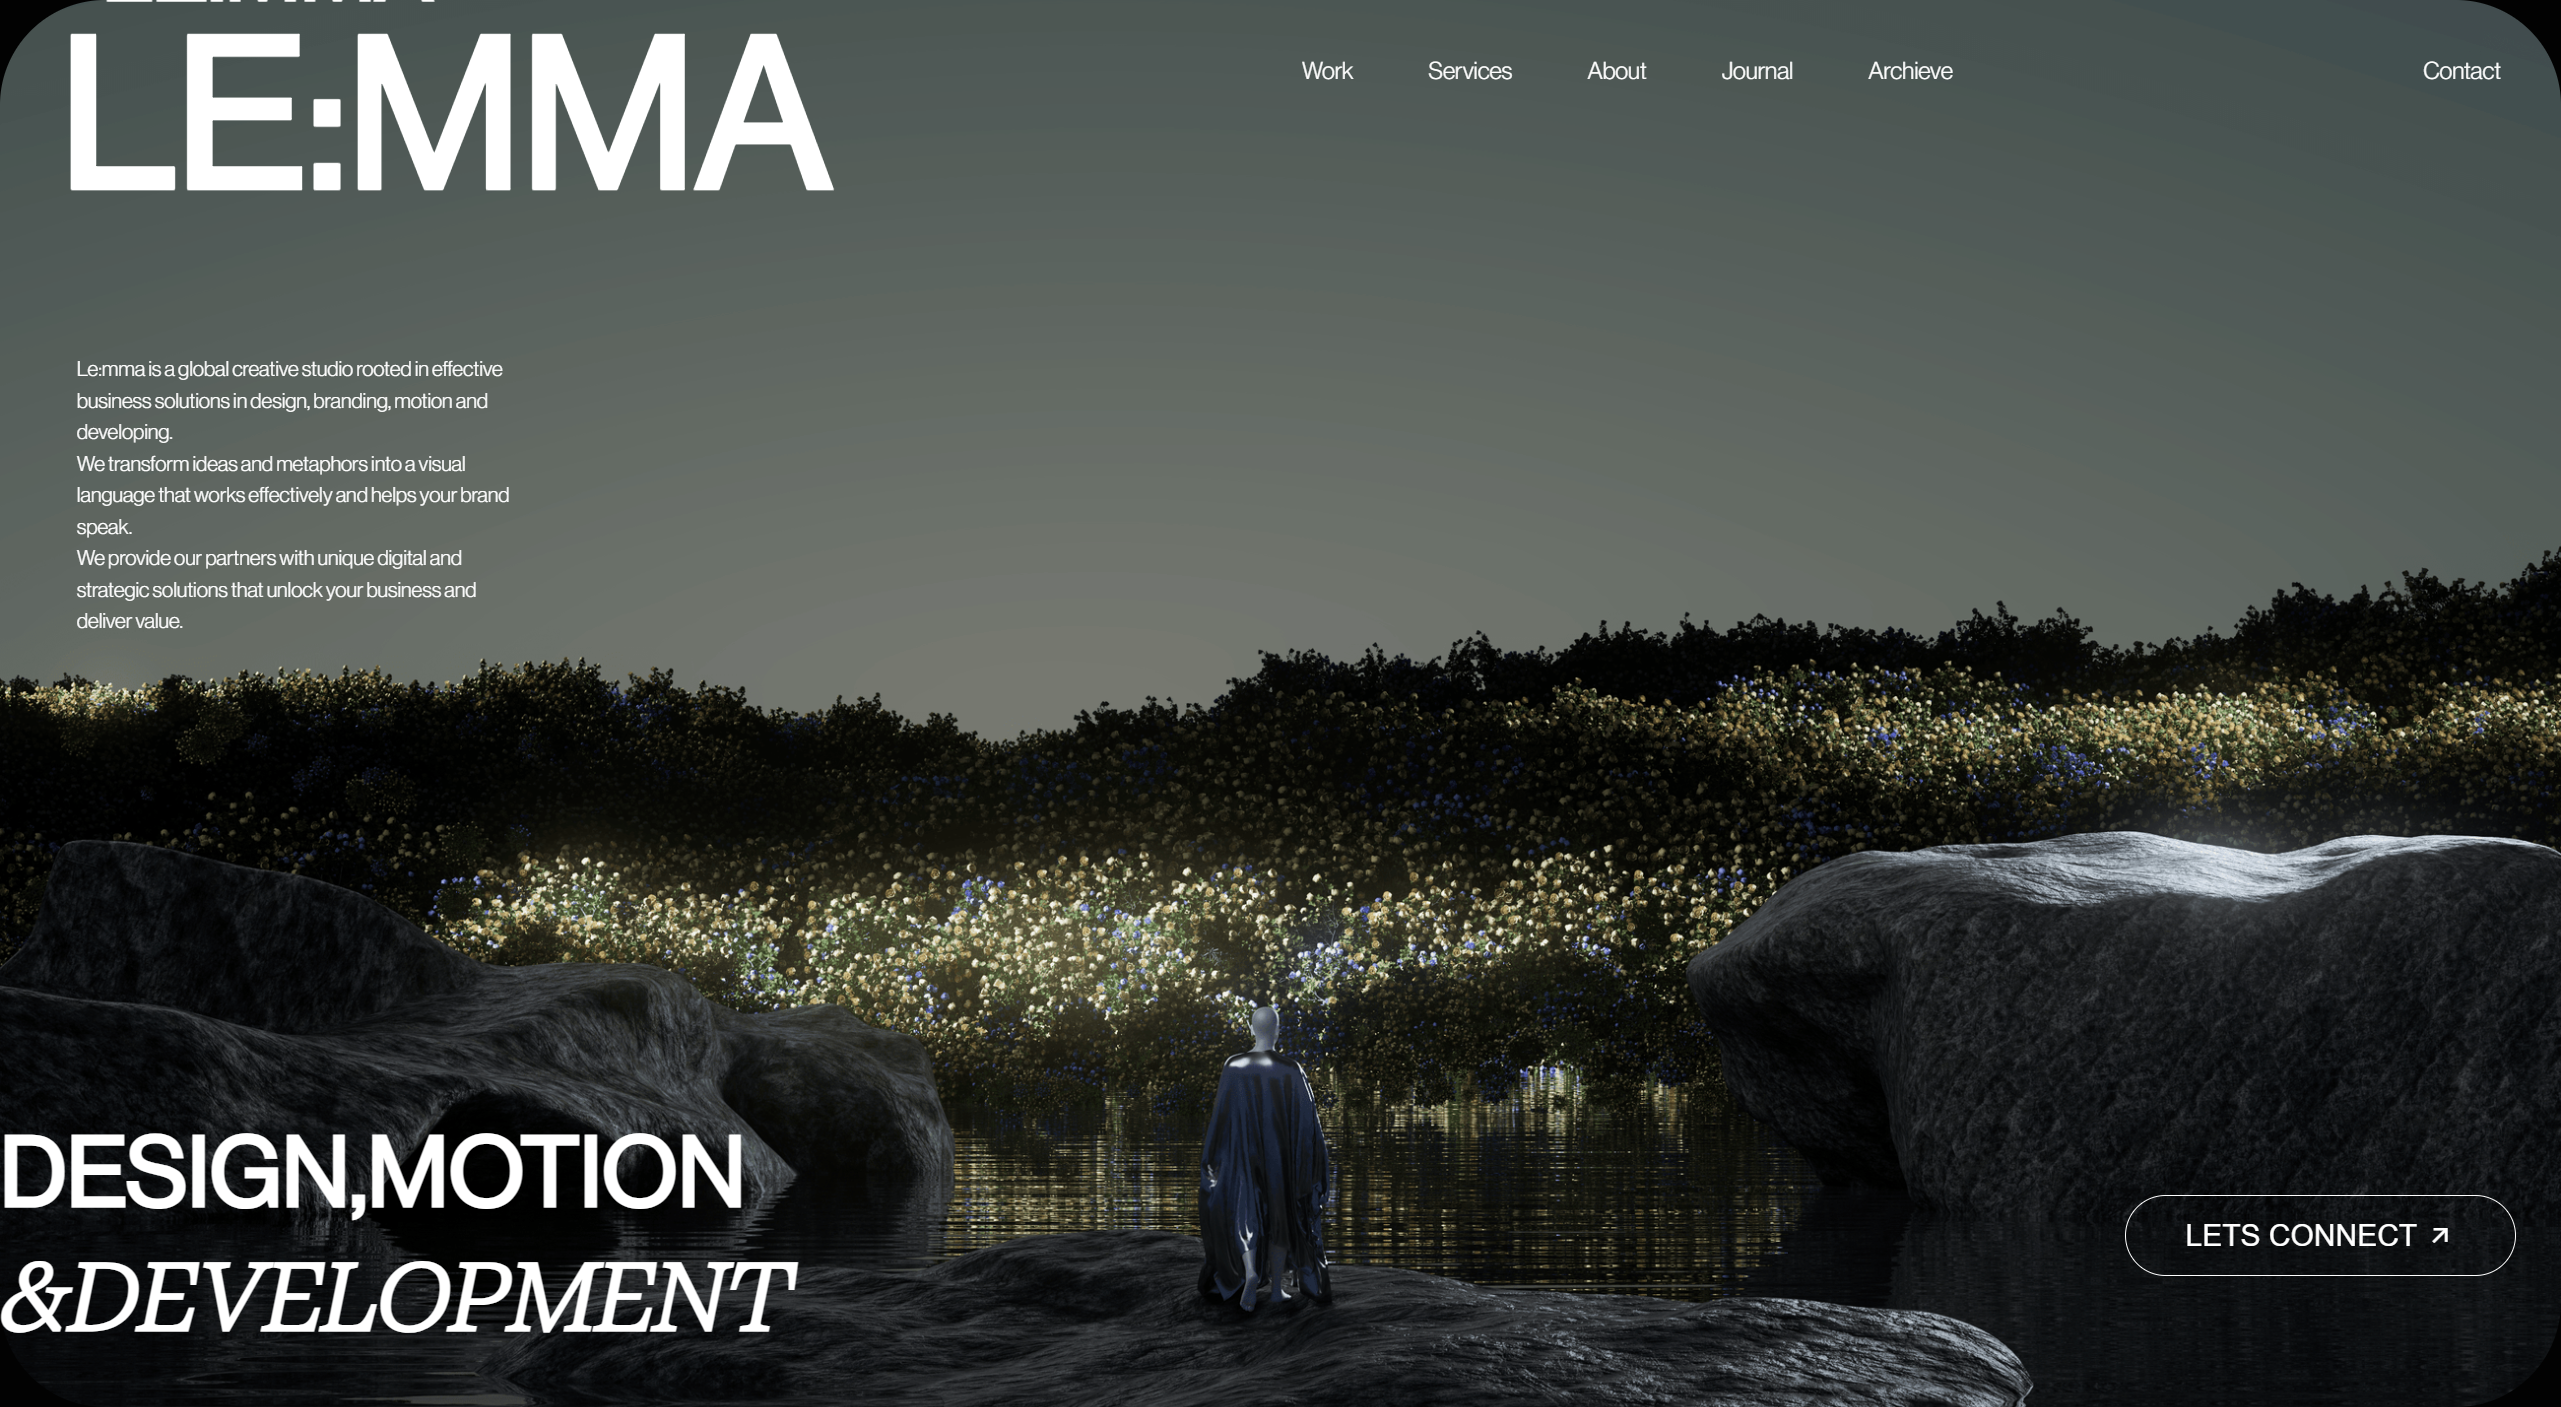 LE:MMA
Work Services About Journal Archieve Contact
Le:mma is a global creative studio rooted in effective
business solutions in design, branding, motion and
developing.
We transform ideas and metaphors into a visual
language that works effectively and helps your brand
speak.
We provide our partners with unique digital and
strategic solutions that unlock your business and
deliver value.
DESIGN,MOTION
&DEVELOPMENT
LETS CONNECT